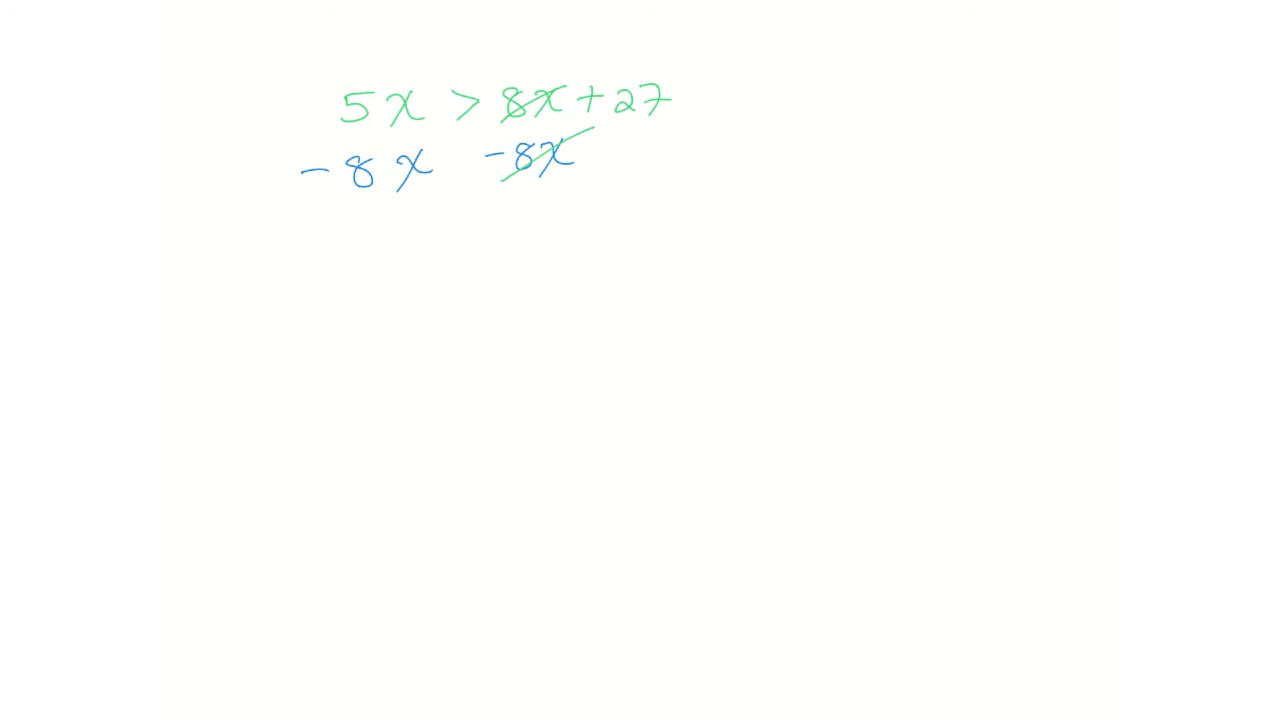 5x > 8x + 27
- 8x - 8x